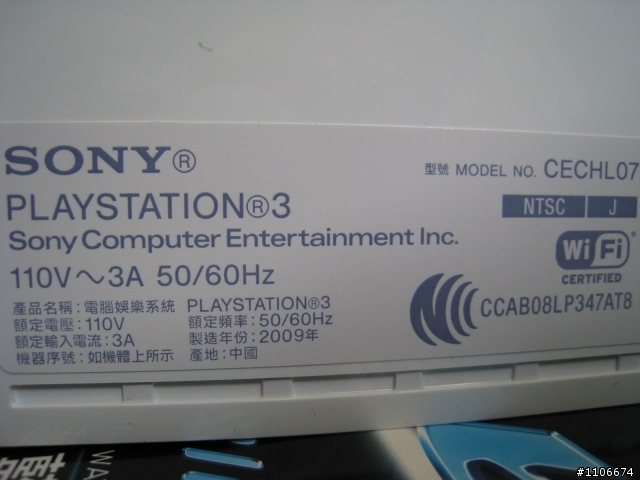 SONY®
型號 MODEL NO. CECHL07
PLAYSTATION®3
NTSC J
Sony Computer Entertainment Inc.
Wi Fi
CERTIFIED
110V～3A 50/60Hz
CCAB08LP347AT8
產品名稱：電腦娛樂系統 PLAYSTATION®3
額定電壓：110V 額定頻率：50/60Hz
額定輸入電流：3A 製造年份：2009年
機器序號：如機體上所示 產地：中國
WA
#1106674